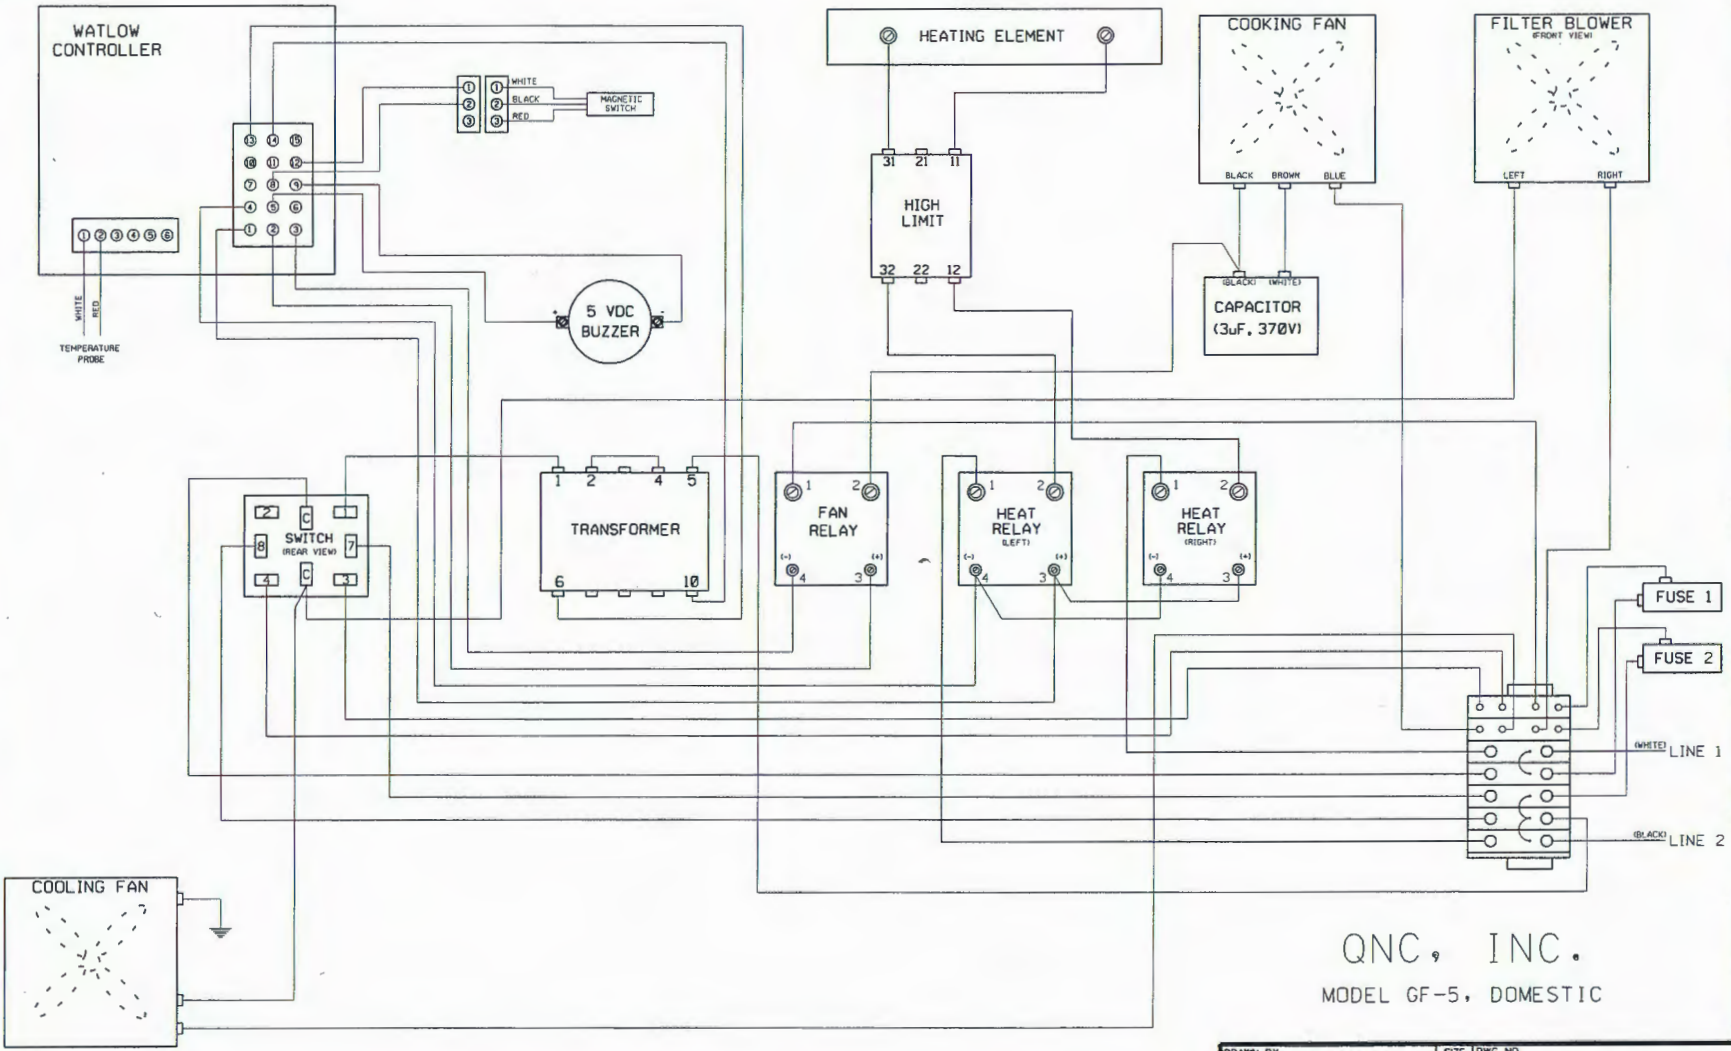 WATLOW
CONTROLLER
13 14 15
10 11 12
7 8 9
4 5 6
1 2 3
1 2 3 4 5 6
WHITE
RED
TEMPERATURE
PROBE
1 1 WHITE
2 2 BLACK
3 3 RED
MAGNETIC
SWITCH
+ -
5 VDC
BUZZER
HEATING ELEMENT
31 21 11
HIGH
LIMIT
32 22 12
COOKING FAN
BLACK BROWN BLUE
(BLACK) (WHITE)
CAPACITOR
(3uF, 370V)
FILTER BLOWER
(FRONT VIEW)
LEFT RIGHT
2 C 1
SWITCH
(REAR VIEW)
8 7
4 C 3
1 2 4 5
TRANSFORMER
6 10
1 2
FAN
RELAY
(-) (+)
4 3
1 2
HEAT
RELAY
(LEFT)
(-) (+)
4 3
1 2
HEAT
RELAY
(RIGHT)
(-) (+)
4 3
FUSE 1
FUSE 2
(WHITE) LINE 1
(BLACK) LINE 2
COOLING FAN
QNC, INC.
MODEL GF-5, DOMESTIC